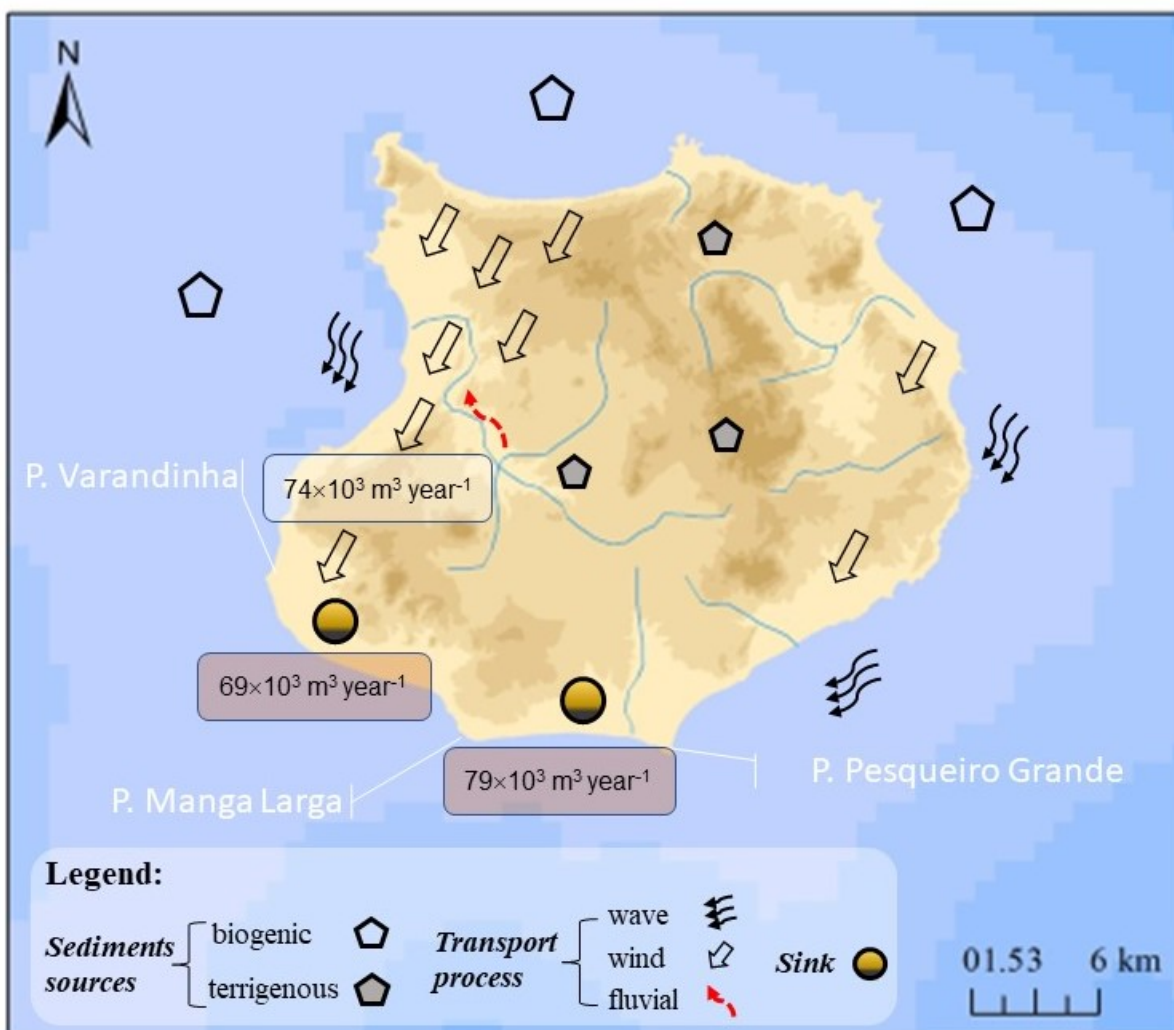 N
P. Varandinha
74×10³ m³ year⁻¹
69×10³ m³ year⁻¹
79×10³ m³ year⁻¹
P. Pesqueiro Grande
P. Manga Larga
Legend:
Sediments sources
biogenic
terrigenous
Transport process
wave
wind
fluvial
Sink
01.53 6 km